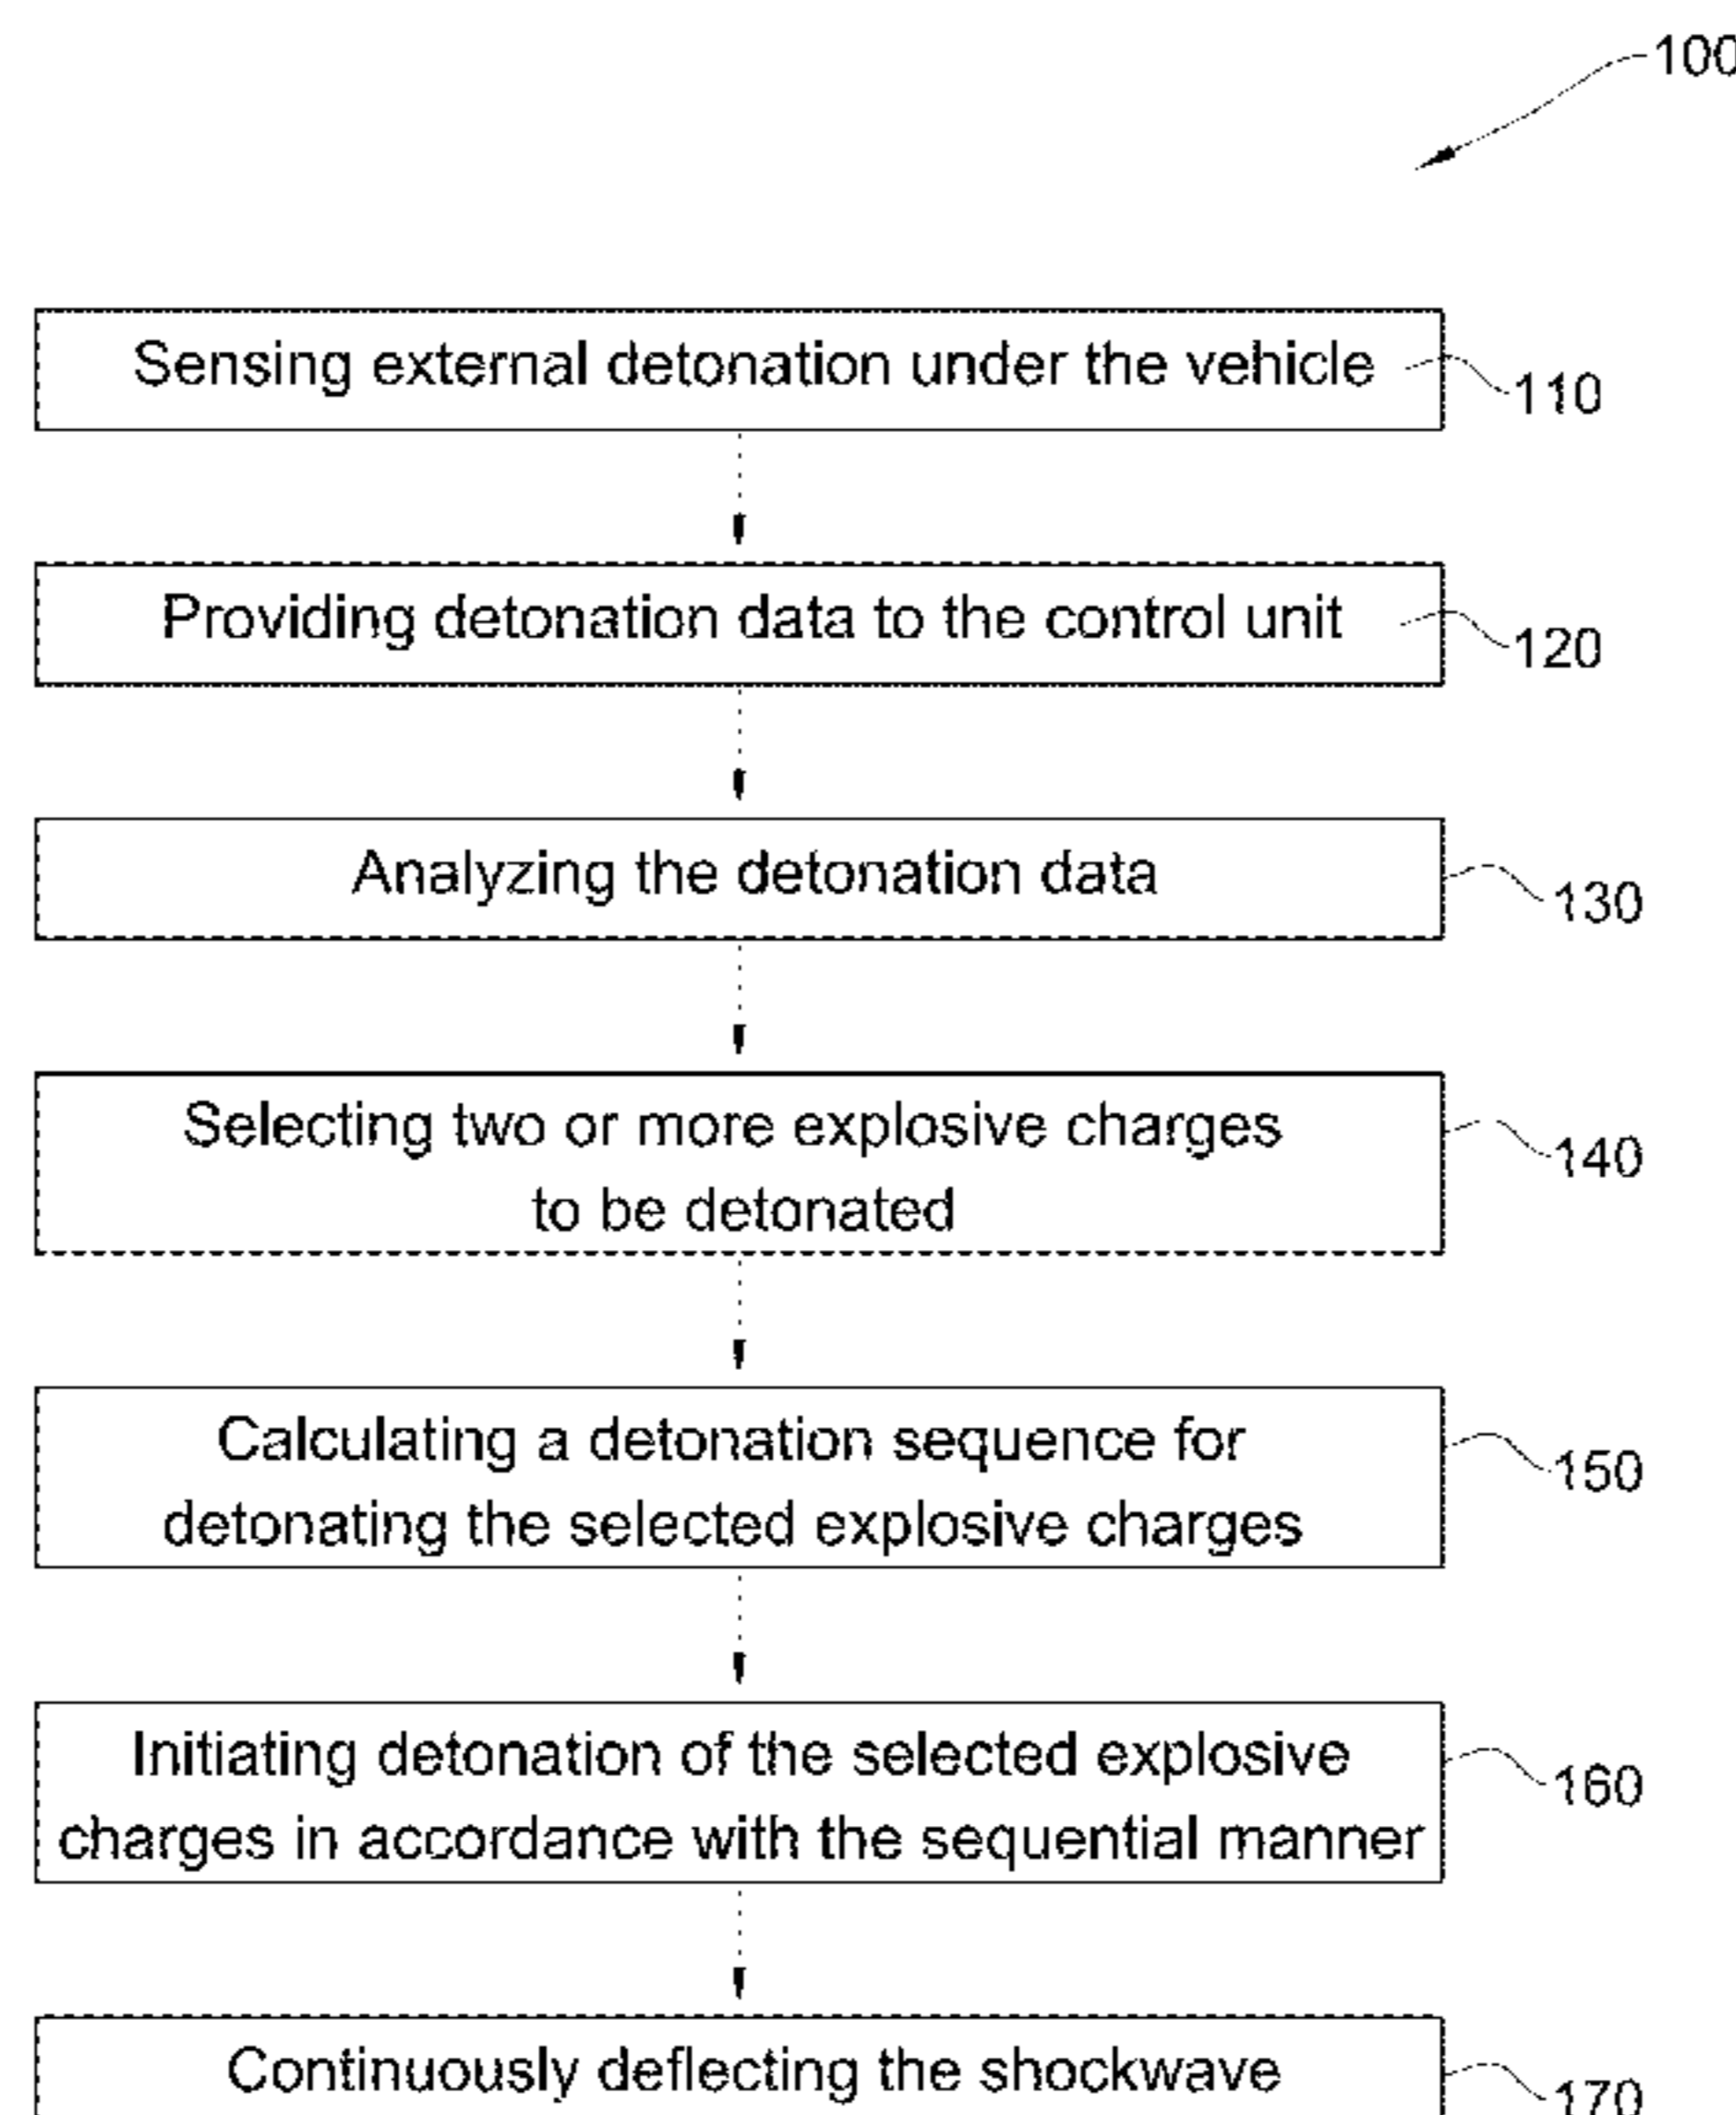 100
Sensing external detonation under the vehicle
110
Providing detonation data to the control unit
120
Analyzing the detonation data
130
Selecting two or more explosive charges
to be detonated
140
Calculating a detonation sequence for
detonating the selected explosive charges
150
Initiating detonation of the selected explosive
charges in accordance with the sequential manner
160
Continuously deflecting the shockwave
170